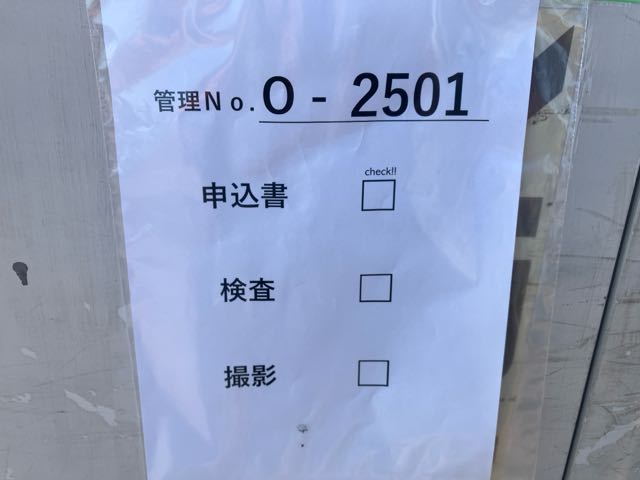 管理No. O - 2501
check!!
申込書 □
検査 □
撮影 □